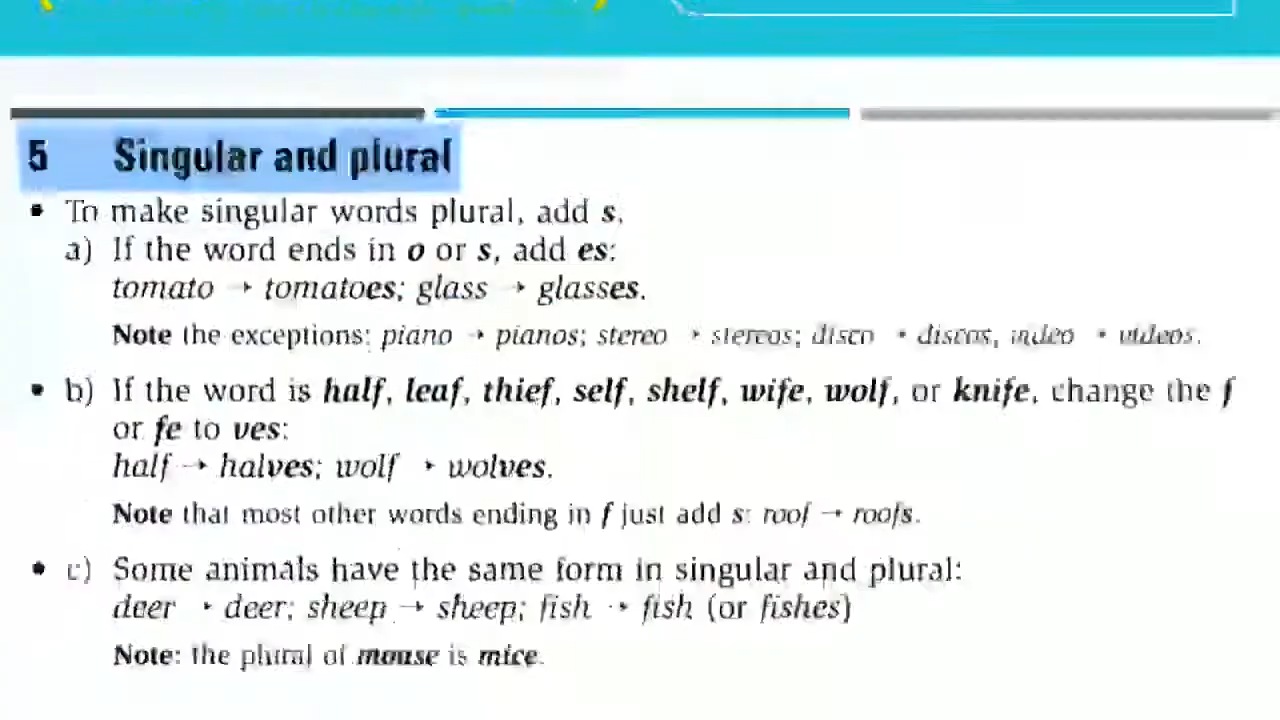 5 Singular and plural
• To make singular words plural, add s.
a) If the word ends in o or s, add es:
tomato → tomatoes; glass → glasses.
Note the exceptions: piano → pianos; stereo → stereos; disco → discos, video → videos.
• b) If the word is half, leaf, thief, self, shelf, wife, wolf, or knife, change the f
or fe to ves:
half → halves; wolf → wolves.
Note that most other words ending in f just add s: roof → roofs.
• c) Some animals have the same form in singular and plural:
deer → deer; sheep → sheep; fish → fish (or fishes)
Note: the plural of mouse is mice.